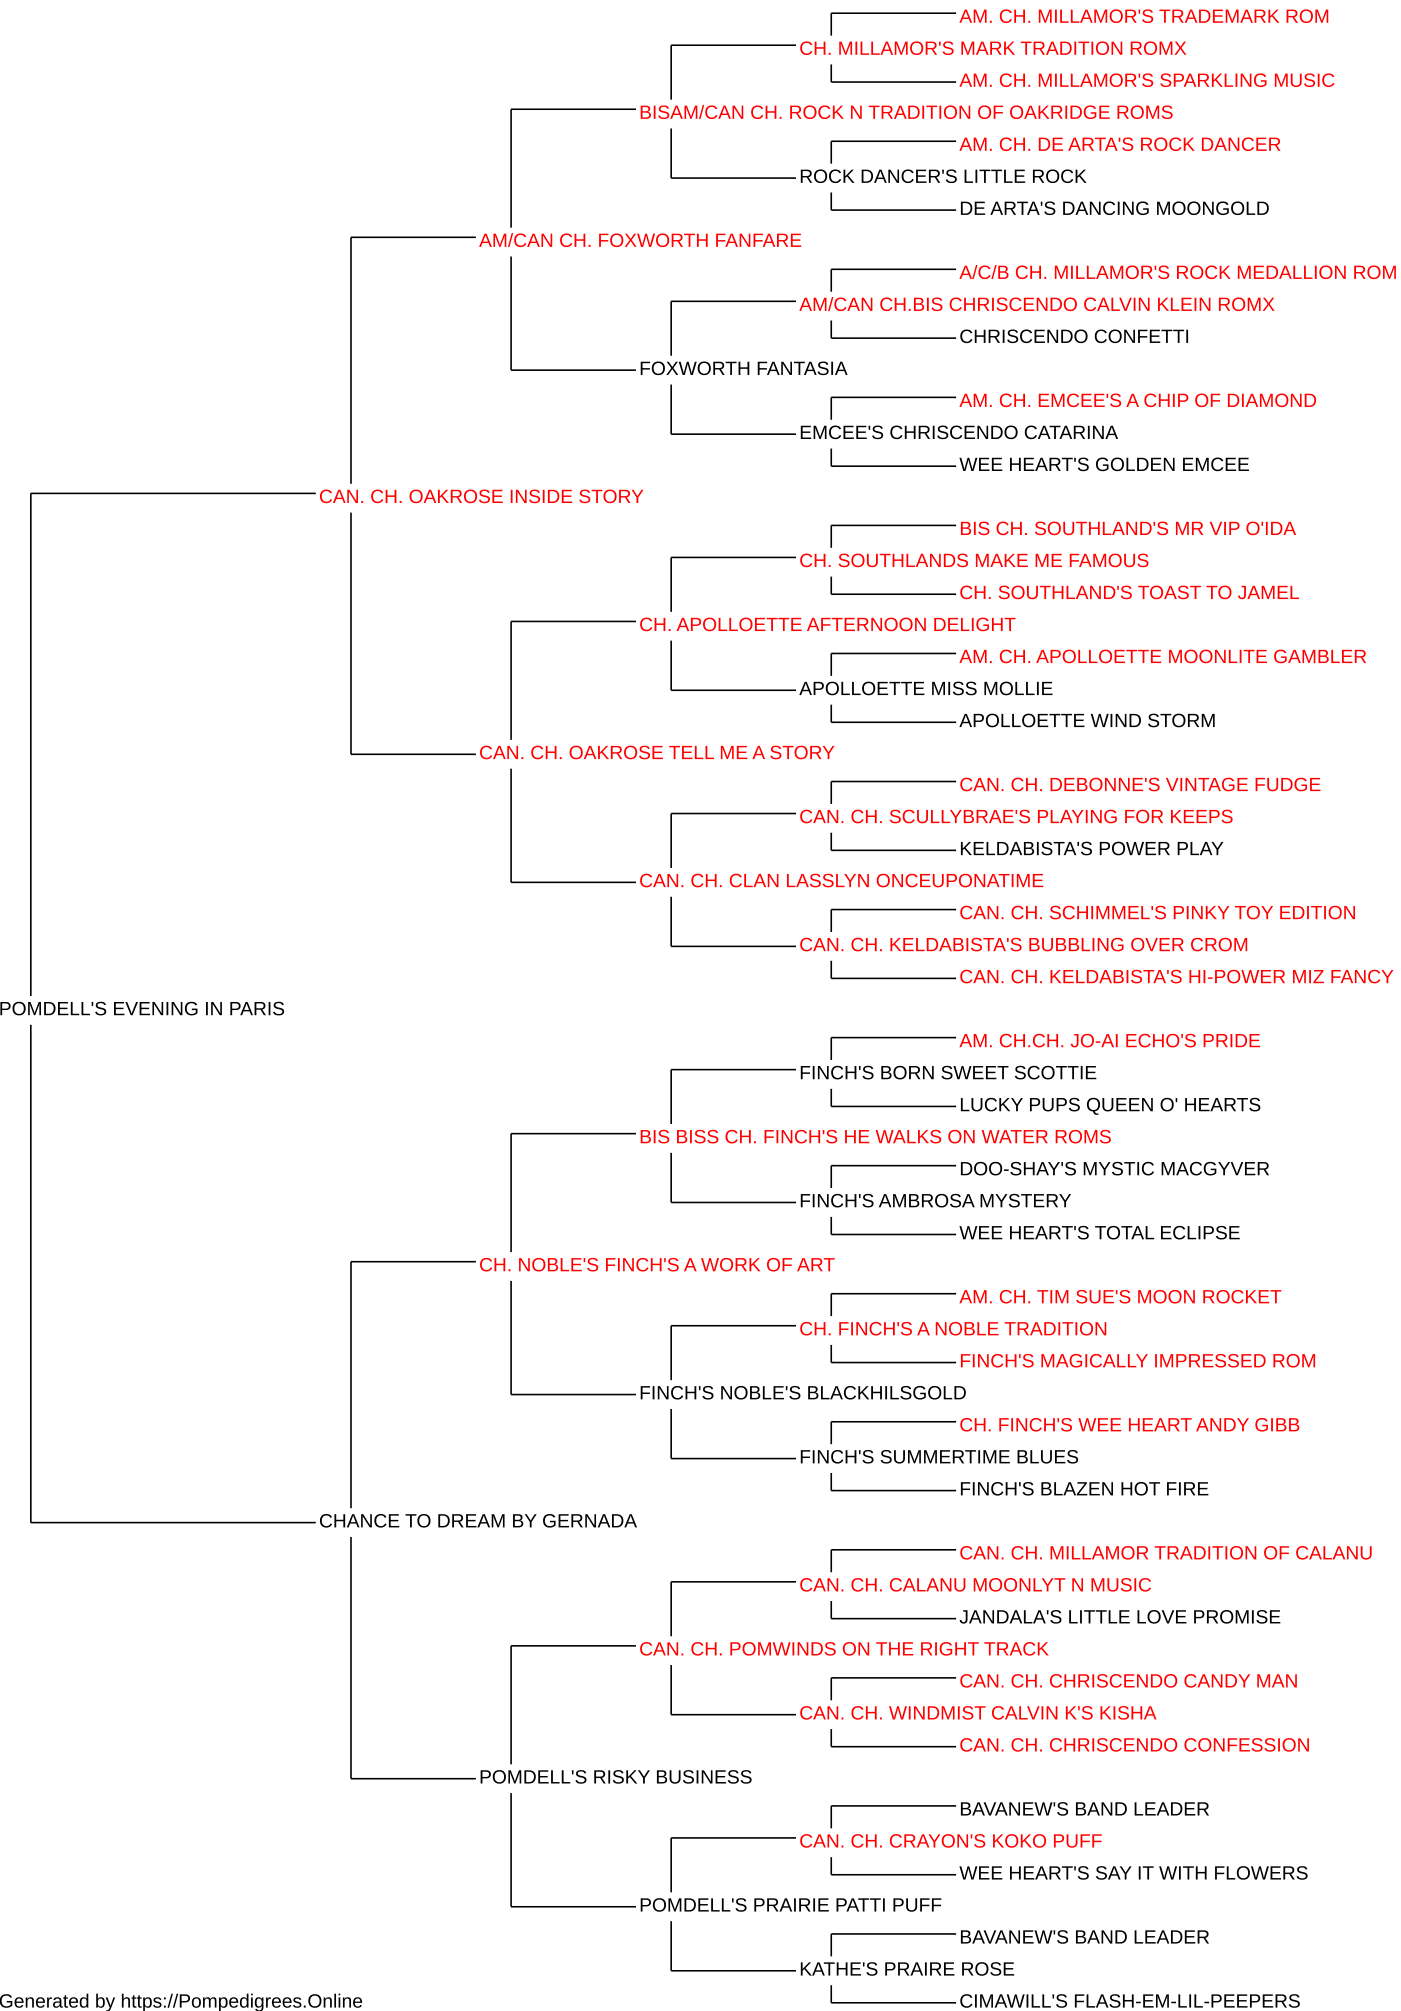 AM. CH. MILLAMOR'S TRADEMARK ROM
CH. MILLAMOR'S MARK TRADITION ROMX
AM. CH. MILLAMOR'S SPARKLING MUSIC
BISAM/CAN CH. ROCK N TRADITION OF OAKRIDGE ROMS
AM. CH. DE ARTA'S ROCK DANCER
ROCK DANCER'S LITTLE ROCK
DE ARTA'S DANCING MOONGOLD
AM/CAN CH. FOXWORTH FANFARE
A/C/B CH. MILLAMOR'S ROCK MEDALLION ROM
AM/CAN CH.BIS CHRISCENDO CALVIN KLEIN ROMX
CHRISCENDO CONFETTI
FOXWORTH FANTASIA
AM. CH. EMCEE'S A CHIP OF DIAMOND
EMCEE'S CHRISCENDO CATARINA
WEE HEART'S GOLDEN EMCEE
CAN. CH. OAKROSE INSIDE STORY
BIS CH. SOUTHLAND'S MR VIP O'IDA
CH. SOUTHLANDS MAKE ME FAMOUS
CH. SOUTHLAND'S TOAST TO JAMEL
CH. APOLLOETTE AFTERNOON DELIGHT
AM. CH. APOLLOETTE MOONLITE GAMBLER
APOLLOETTE MISS MOLLIE
APOLLOETTE WIND STORM
CAN. CH. OAKROSE TELL ME A STORY
CAN. CH. DEBONNE'S VINTAGE FUDGE
CAN. CH. SCULLYBRAE'S PLAYING FOR KEEPS
KELDABISTA'S POWER PLAY
CAN. CH. CLAN LASSLYN ONCEUPONATIME
CAN. CH. SCHIMMEL'S PINKY TOY EDITION
CAN. CH. KELDABISTA'S BUBBLING OVER CROM
CAN. CH. KELDABISTA'S HI-POWER MIZ FANCY
POMDELL'S EVENING IN PARIS
AM. CH.CH. JO-AI ECHO'S PRIDE
FINCH'S BORN SWEET SCOTTIE
LUCKY PUPS QUEEN O' HEARTS
BIS BISS CH. FINCH'S HE WALKS ON WATER ROMS
DOO-SHAY'S MYSTIC MACGYVER
FINCH'S AMBROSA MYSTERY
WEE HEART'S TOTAL ECLIPSE
CH. NOBLE'S FINCH'S A WORK OF ART
AM. CH. TIM SUE'S MOON ROCKET
CH. FINCH'S A NOBLE TRADITION
FINCH'S MAGICALLY IMPRESSED ROM
FINCH'S NOBLE'S BLACKHILSGOLD
CH. FINCH'S WEE HEART ANDY GIBB
FINCH'S SUMMERTIME BLUES
FINCH'S BLAZEN HOT FIRE
CHANCE TO DREAM BY GERNADA
CAN. CH. MILLAMOR TRADITION OF CALANU
CAN. CH. CALANU MOONLYT N MUSIC
JANDALA'S LITTLE LOVE PROMISE
CAN. CH. POMWINDS ON THE RIGHT TRACK
CAN. CH. CHRISCENDO CANDY MAN
CAN. CH. WINDMIST CALVIN K'S KISHA
CAN. CH. CHRISCENDO CONFESSION
POMDELL'S RISKY BUSINESS
BAVANEW'S BAND LEADER
CAN. CH. CRAYON'S KOKO PUFF
WEE HEART'S SAY IT WITH FLOWERS
POMDELL'S PRAIRIE PATTI PUFF
BAVANEW'S BAND LEADER
KATHE'S PRAIRE ROSE
CIMAWILL'S FLASH-EM-LIL-PEEPERS
Generated by https://Pompedigrees.Online